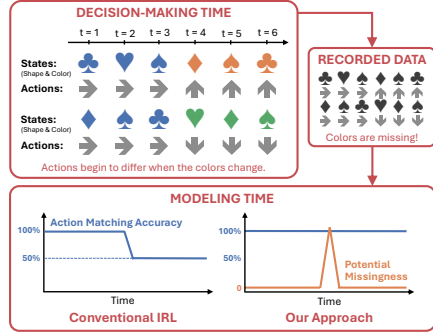 DECISION-MAKING TIME
t = 1 t = 2 t = 3 t = 4 t = 5 t = 6
States:
(Shape & Color)
Actions:
States:
(Shape & Color)
Actions:
Actions begin to differ when the colors change.
RECORDED DATA
Colors are missing!
MODELING TIME
Action Matching Accuracy
100%
50%
Time
Conventional IRL
100%
50%
0
Potential
Missingness
Time
Our Approach